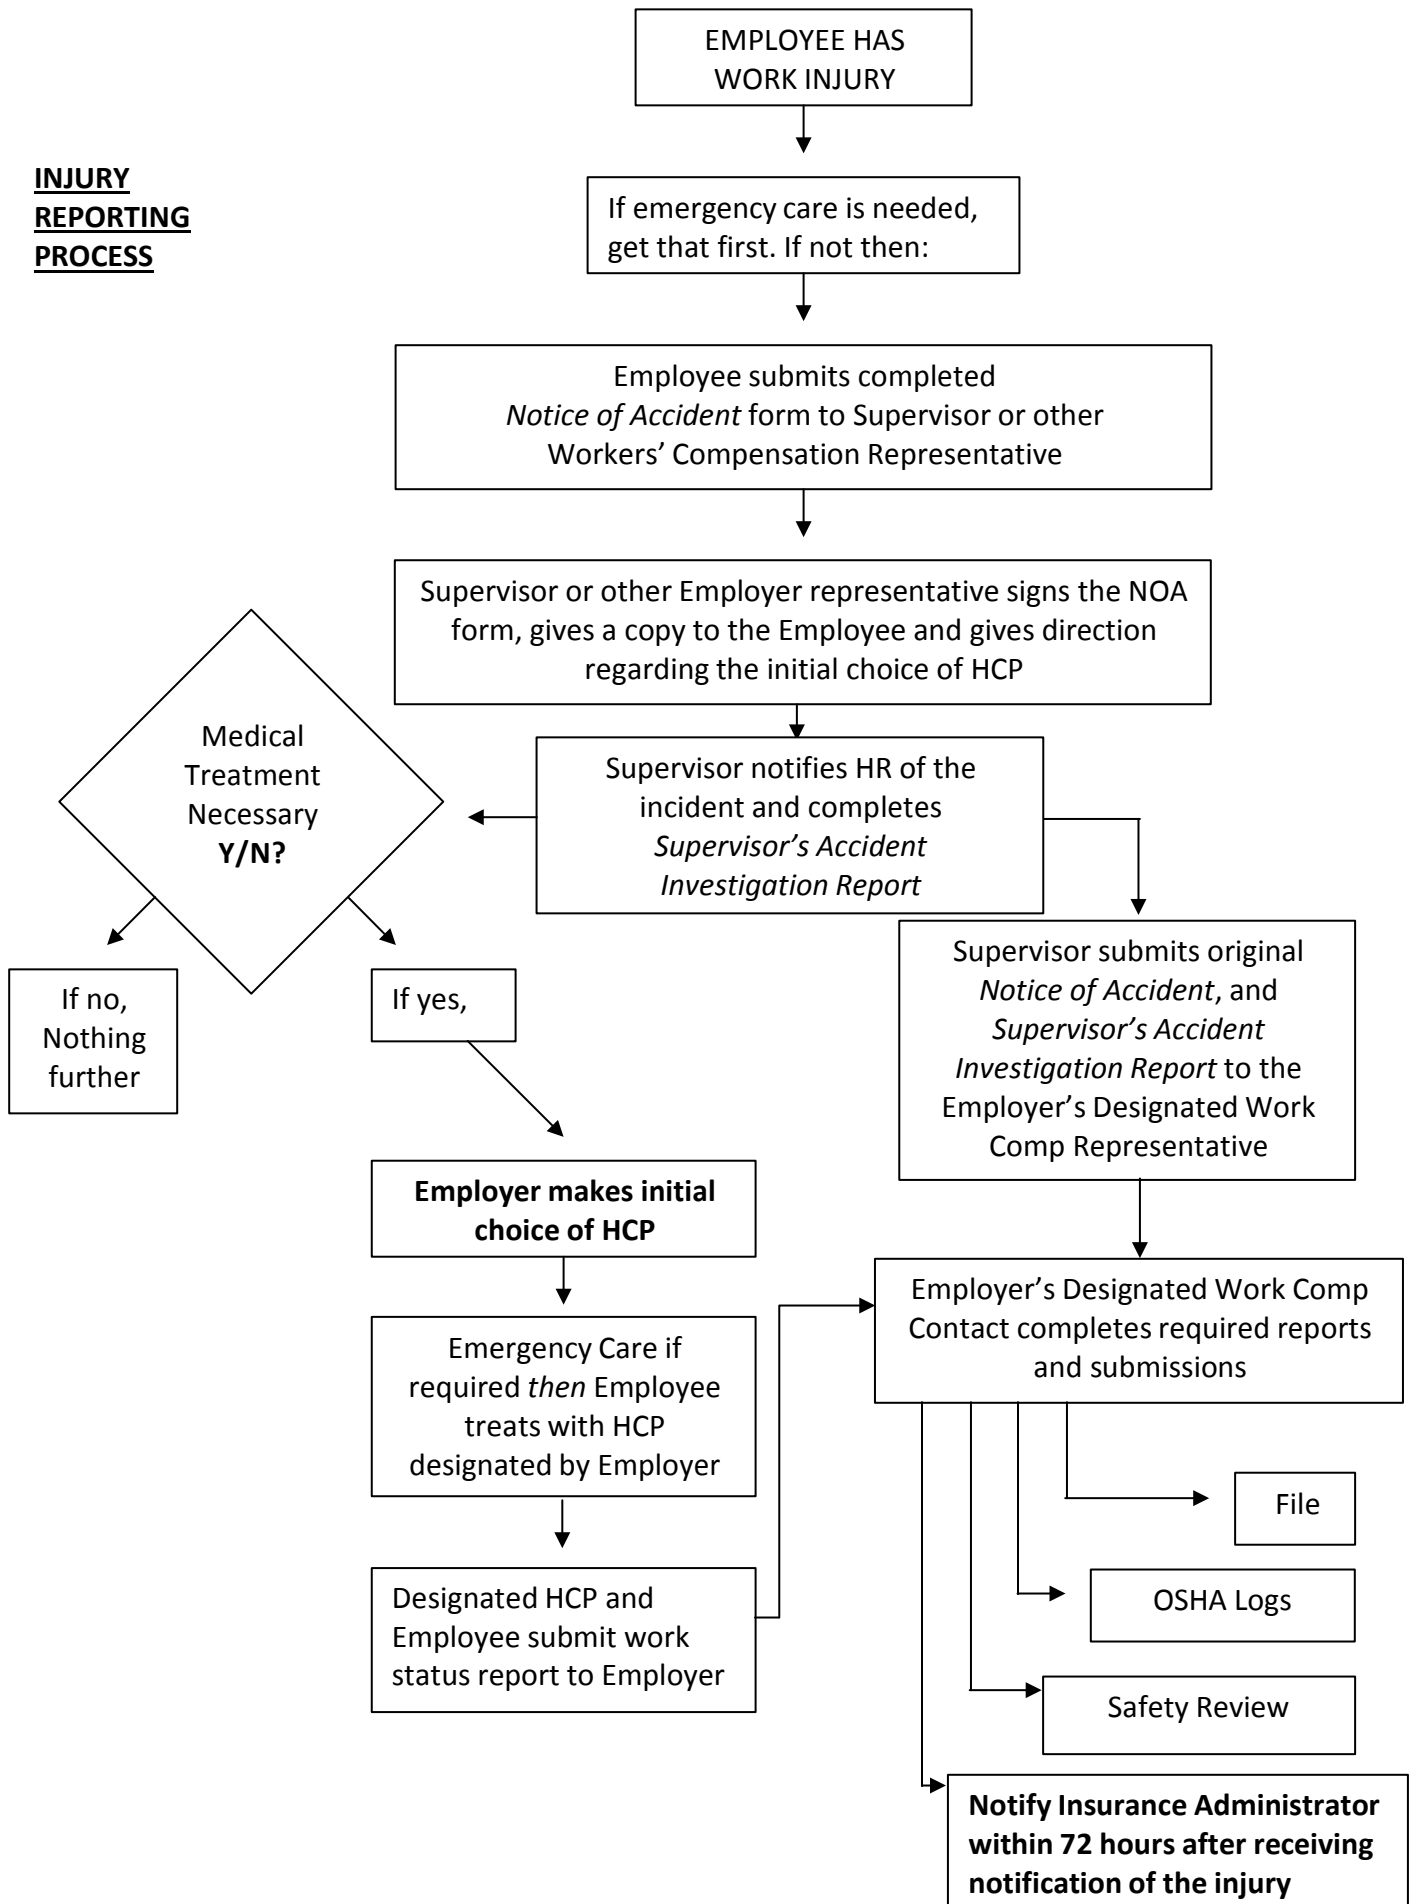 EMPLOYEE HAS
WORK INJURY
INJURY
REPORTING
PROCESS
If emergency care is needed,
get that first. If not then:
Employee submits completed
Notice of Accident form to Supervisor or other
Workers’ Compensation Representative
Supervisor or other Employer representative signs the NOA
form, gives a copy to the Employee and gives direction
regarding the initial choice of HCP
Medical
Treatment
Necessary
Y/N?
Supervisor notifies HR of the
incident and completes
Supervisor’s Accident
Investigation Report
If no,
Nothing
further
If yes,
Supervisor submits original
Notice of Accident, and
Supervisor’s Accident
Investigation Report to the
Employer’s Designated Work
Comp Representative
Employer makes initial
choice of HCP
Emergency Care if
required then Employee
treats with HCP
designated by Employer
Designated HCP and
Employee submit work
status report to Employer
Employer’s Designated Work Comp
Contact completes required reports
and submissions
File
OSHA Logs
Safety Review
Notify Insurance Administrator
within 72 hours after receiving
notification of the injury